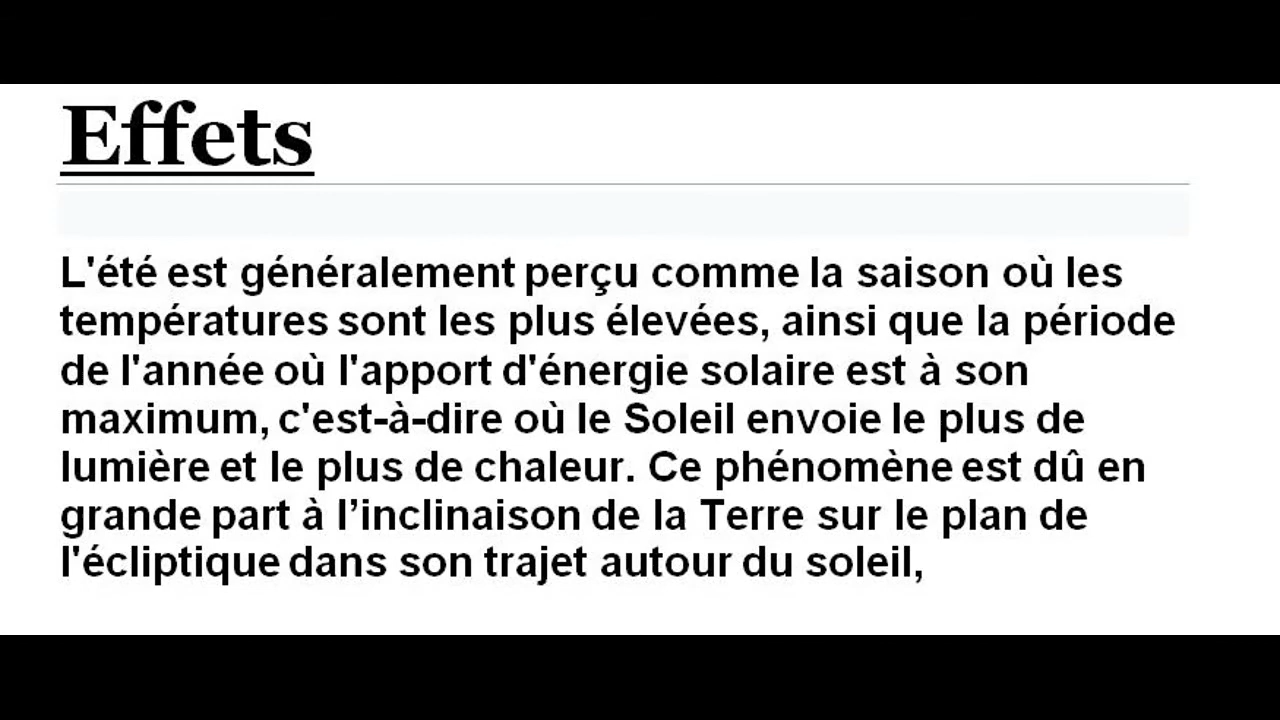 Effets
L'été est généralement perçu comme la saison où les
températures sont les plus élevées, ainsi que la période
de l'année où l'apport d'énergie solaire est à son
maximum, c'est-à-dire où le Soleil envoie le plus de
lumière et le plus de chaleur. Ce phénomène est dû en
grande part à l’inclinaison de la Terre sur le plan de
l'écliptique dans son trajet autour du soleil,